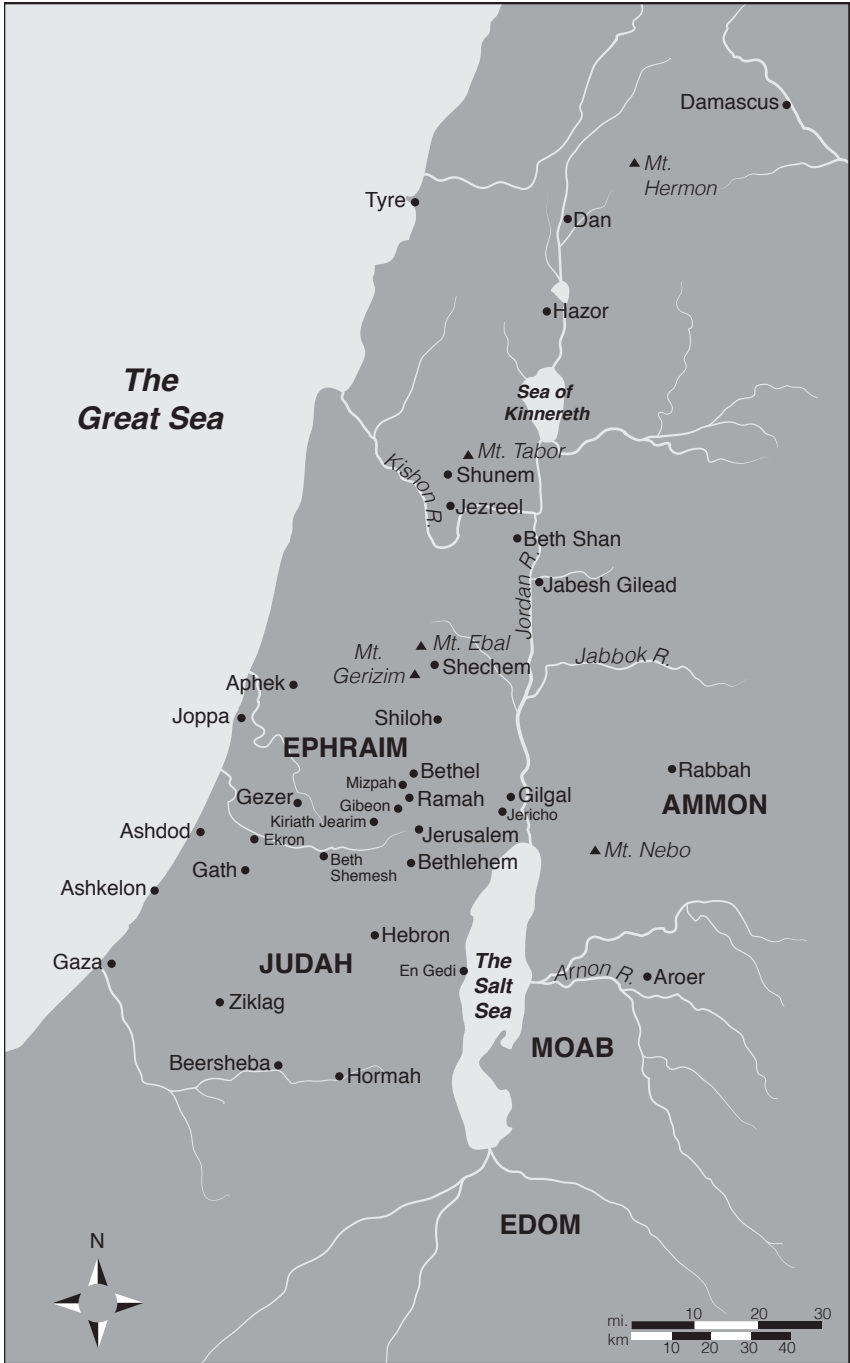 Damascus
Mt.
Hermon
Tyre
Dan
Hazor
The
Great Sea
Sea of
Kinnereth
Mt. Tabor
Kishon R.
Shunem
Jezreel
Beth Shan
Jordan R.
Jabesh Gilead
Mt. Ebal
Mt.
Gerizim
Shechem
Jabbok R.
Aphek
Joppa
Shiloh
EPHRAIM
Bethel
Mizpah
Rabbah
Gezer
Gibeon
Ramah
Gilgal
AMMON
Jericho
Kiriath Jearim
Ashdod
Ekron
Jerusalem
Mt. Nebo
Beth
Shemesh
Bethlehem
Gath
Ashkelon
Hebron
Gaza
JUDAH
En Gedi
The
Salt
Sea
Arnon R.
Aroer
Ziklag
MOAB
Beersheba
Hormah
EDOM
N
mi. 10 20 30
km 10 20 30 40